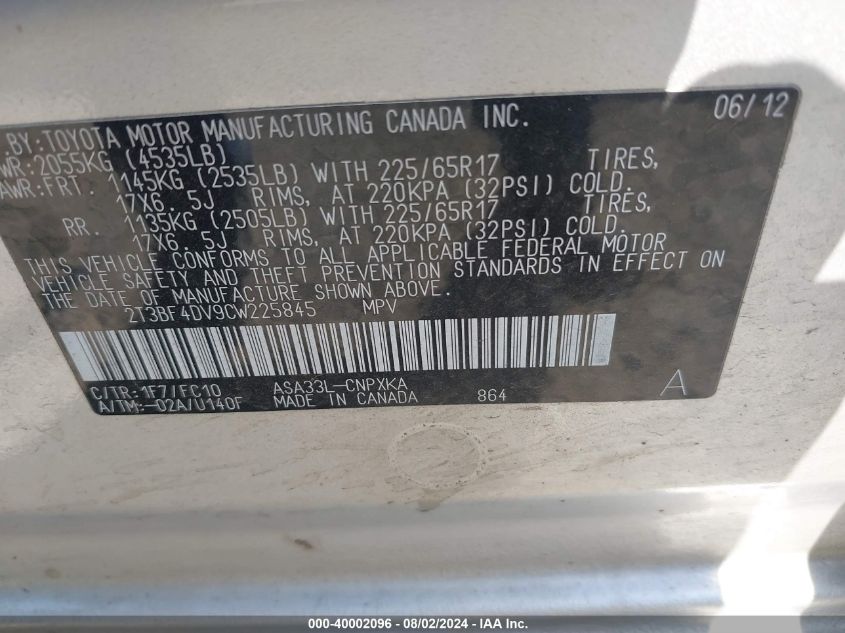 BY:TOYOTA MOTOR MANUFACTURING CANADA INC. 06/12
WR:2055KG (4535LB)
AWR:FRT. 1145KG (2535LB) WITH 225/65R17 TIRES,
17X6. 5J RIMS, AT 220KPA (32PSI) COLD.
RR. 1135KG (2505LB) WITH 225/65R17 TIRES,
17X6. 5J RIMS, AT 220KPA (32PSI) COLD.
THIS VEHICLE CONFORMS TO ALL APPLICABLE FEDERAL MOTOR
VEHICLE SAFETY AND THEFT PREVENTION STANDARDS IN EFFECT ON
THE DATE OF MANUFACTURE SHOWN ABOVE.
2T3BF4DV9CW225845 MPV
C/TR:1F7/FC10 ASA33L-CNPXKA
A/TM:-02A/U140F MADE IN CANADA 864 A
000-40002096 - 08/02/2024 - IAA Inc.